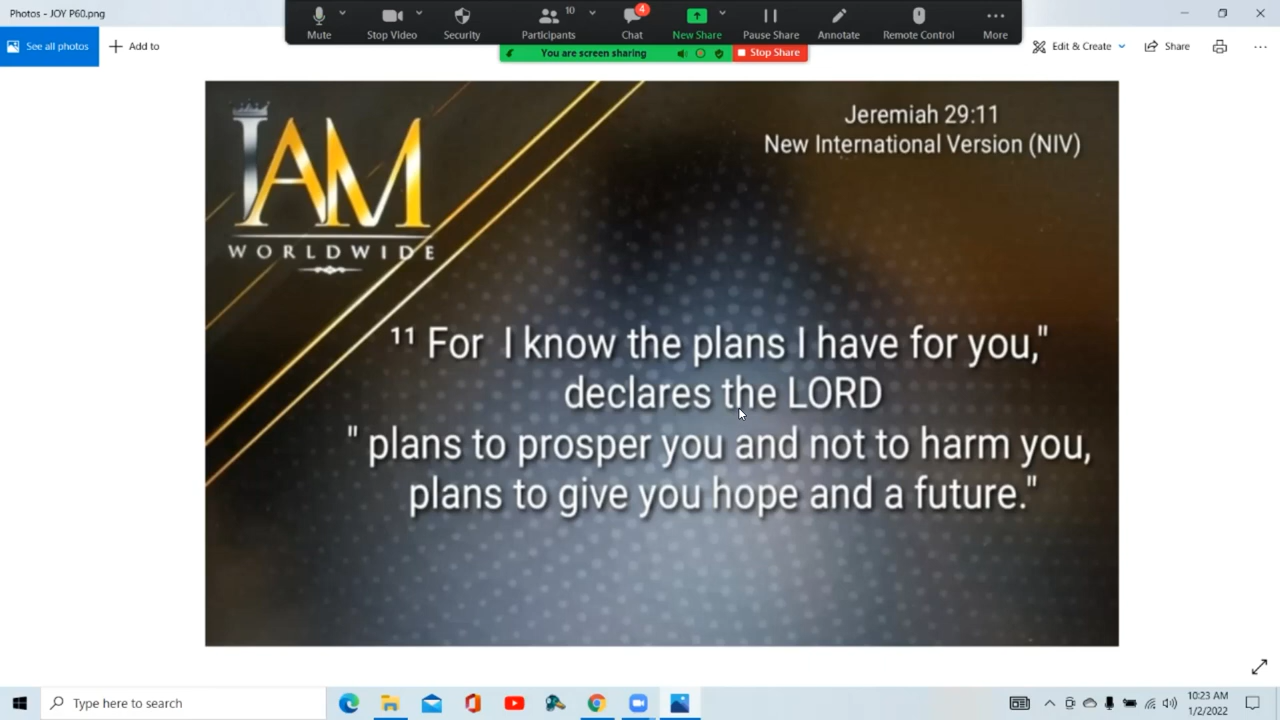 Photos - JOY P60.png
Mute
Stop Video
Security
10
Participants
4
Chat
New Share
Pause Share
Annotate
Remote Control
More
See all photos
Add to
You are screen sharing
Stop Share
Edit & Create
Share
IAM
WORLDWIDE
Jeremiah 29:11
New International Version (NIV)
¹¹ For I know the plans I have for you,"
declares the LORD
" plans to prosper you and not to harm you,
plans to give you hope and a future."
Type here to search
10:23 AM
1/2/2022